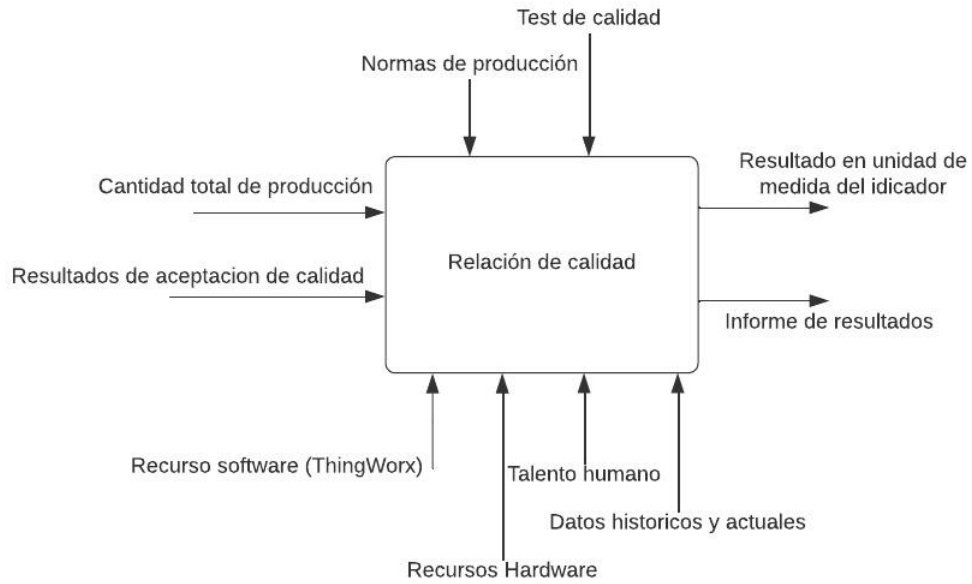 Test de calidad
Normas de producción
Cantidad total de producción
Resultado en unidad de
medida del idicador
Relación de calidad
Resultados de aceptacion de calidad
Informe de resultados
Recurso software (ThingWorx)
Talento humano
Datos historicos y actuales
Recursos Hardware